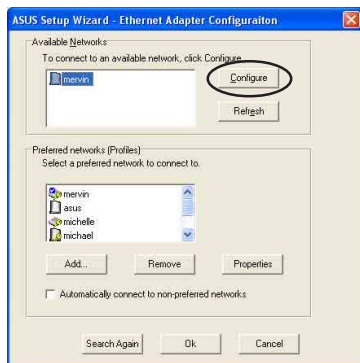 ASUS Setup Wizard - Ethernet Adapter Configuraiton
Available Networks
To connect to an available network, click Configure
mervin
Configure
Refresh
Preferred networks (Profiles)
Select a preferred network to connect to.
mervin
asus
michelle
michael
Add...
Remove
Properties
Automatically connect to non-preferred networks
Search Again
Ok
Cancel